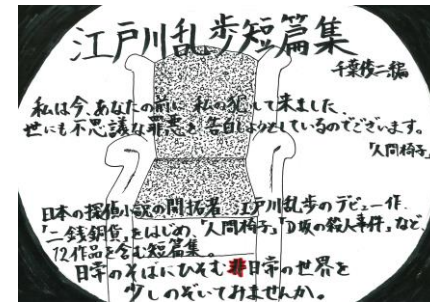 江戸川乱歩短篇集
千葉俊二編
私は今、あなたの前に、私の犯して来ました、
世にも不思議な罪悪を告白しようとしているのでございます。
「人間椅子」
日本の探偵小説の開拓者 江戸川乱歩のデビュー作、
「二銭銅貨」をはじめ、「人間椅子」「D坂の殺人事件」など、
12作品を含む短篇集。
日常のそばにひそむ非日常の世界を
少しのぞいてみませんか。